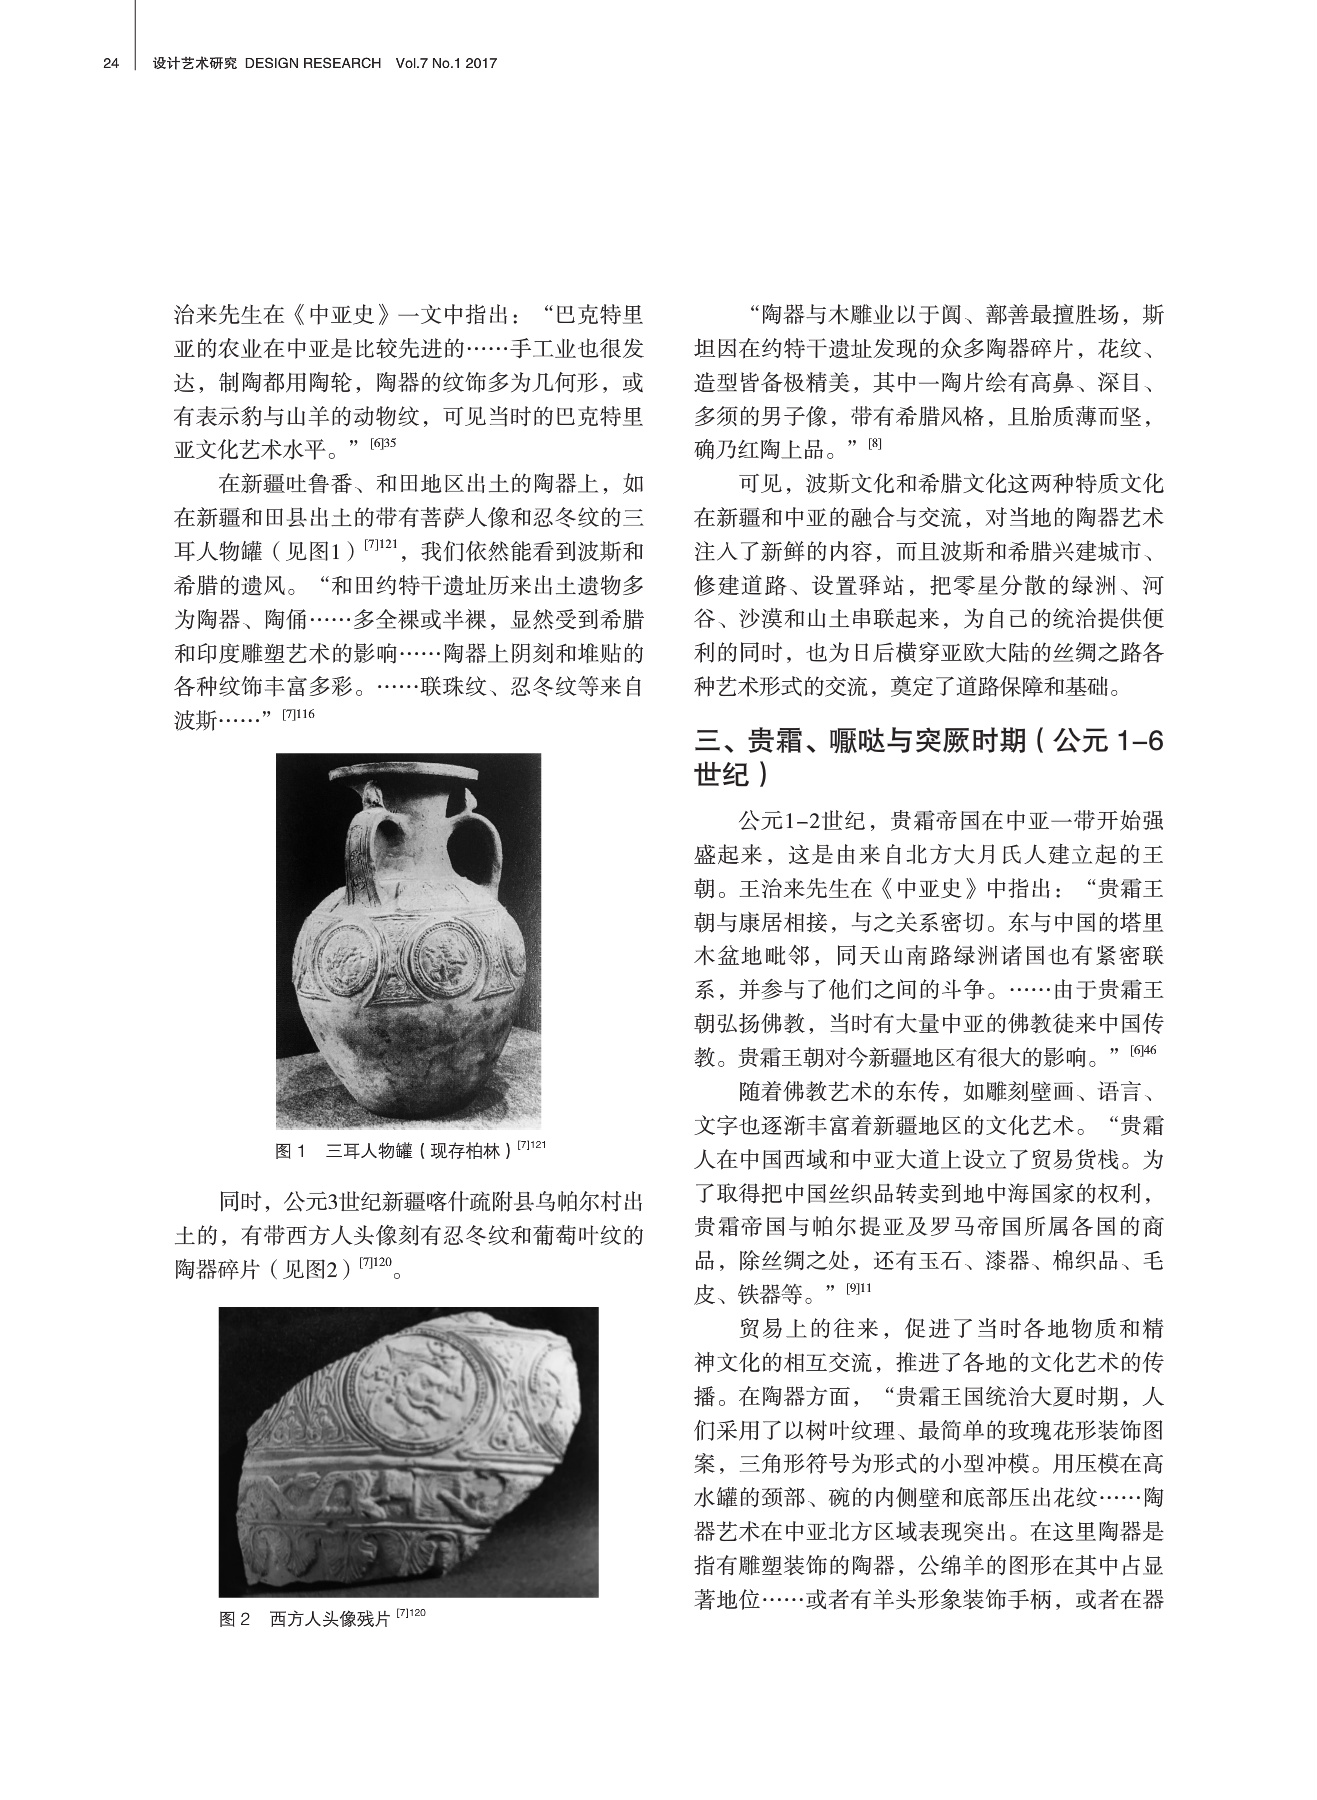 24 设计艺术研究 DESIGN RESEARCH Vol.7 No.1 2017
治来先生在《中亚史》一文中指出：“巴克特里
亚的农业在中亚是比较先进的……手工业也很发
达，制陶都用陶轮，陶器的纹饰多为几何形，或
有表示豹与山羊的动物纹，可见当时的巴克特里
亚文化艺术水平。”[6]35
在新疆吐鲁番、和田地区出土的陶器上，如
在新疆和田县出土的带有菩萨人像和忍冬纹的三
耳人物罐（见图1）[7]121，我们依然能看到波斯和
希腊的遗风。“和田约特干遗址历来出土遗物多
为陶器、陶俑……多全裸或半裸，显然受到希腊
和印度雕塑艺术的影响……陶器上阴刻和堆贴的
各种纹饰丰富多彩。……联珠纹、忍冬纹等来自
波斯……”[7]116
图 1 三耳人物罐（现存柏林）[7]121
同时，公元3世纪新疆喀什疏附县乌帕尔村出
土的，有带西方人头像刻有忍冬纹和葡萄叶纹的
陶器碎片（见图2）[7]120。
图 2 西方人头像残片 [7]120
“陶器与木雕业以于阗、鄯善最擅胜场，斯
坦因在约特干遗址发现的众多陶器碎片，花纹、
造型皆备极精美，其中一陶片绘有高鼻、深目、
多须的男子像，带有希腊风格，且胎质薄而坚，
确乃红陶上品。”[8]
可见，波斯文化和希腊文化这两种特质文化
在新疆和中亚的融合与交流，对当地的陶器艺术
注入了新鲜的内容，而且波斯和希腊兴建城市、
修建道路、设置驿站，把零星分散的绿洲、河
谷、沙漠和山土串联起来，为自己的统治提供便
利的同时，也为日后横穿亚欧大陆的丝绸之路各
种艺术形式的交流，奠定了道路保障和基础。
三、贵霜、嚈哒与突厥时期（公元 1–6
世纪）
公元1–2世纪，贵霜帝国在中亚一带开始强
盛起来，这是由来自北方大月氏人建立起的王
朝。王治来先生在《中亚史》中指出：“贵霜王
朝与康居相接，与之关系密切。东与中国的塔里
木盆地毗邻，同天山南路绿洲诸国也有紧密联
系，并参与了他们之间的斗争。……由于贵霜王
朝弘扬佛教，当时有大量中亚的佛教徒来中国传
教。贵霜王朝对今新疆地区有很大的影响。”[6]46
随着佛教艺术的东传，如雕刻壁画、语言、
文字也逐渐丰富着新疆地区的文化艺术。“贵霜
人在中国西域和中亚大道上设立了贸易货栈。为
了取得把中国丝织品转卖到地中海国家的权利，
贵霜帝国与帕尔提亚及罗马帝国所属各国的商
品，除丝绸之处，还有玉石、漆器、棉织品、毛
皮、铁器等。”[9]11
贸易上的往来，促进了当时各地物质和精
神文化的相互交流，推进了各地的文化艺术的传
播。在陶器方面，“贵霜王国统治大夏时期，人
们采用了以树叶纹理、最简单的玫瑰花形装饰图
案，三角形符号为形式的小型冲模。用压模在高
水罐的颈部、碗的内侧壁和底部压出花纹……陶
器艺术在中亚北方区域表现突出。在这里陶器是
指有雕塑装饰的陶器，公绵羊的图形在其中占显
著地位……或者有羊头形象装饰手柄，或者在器